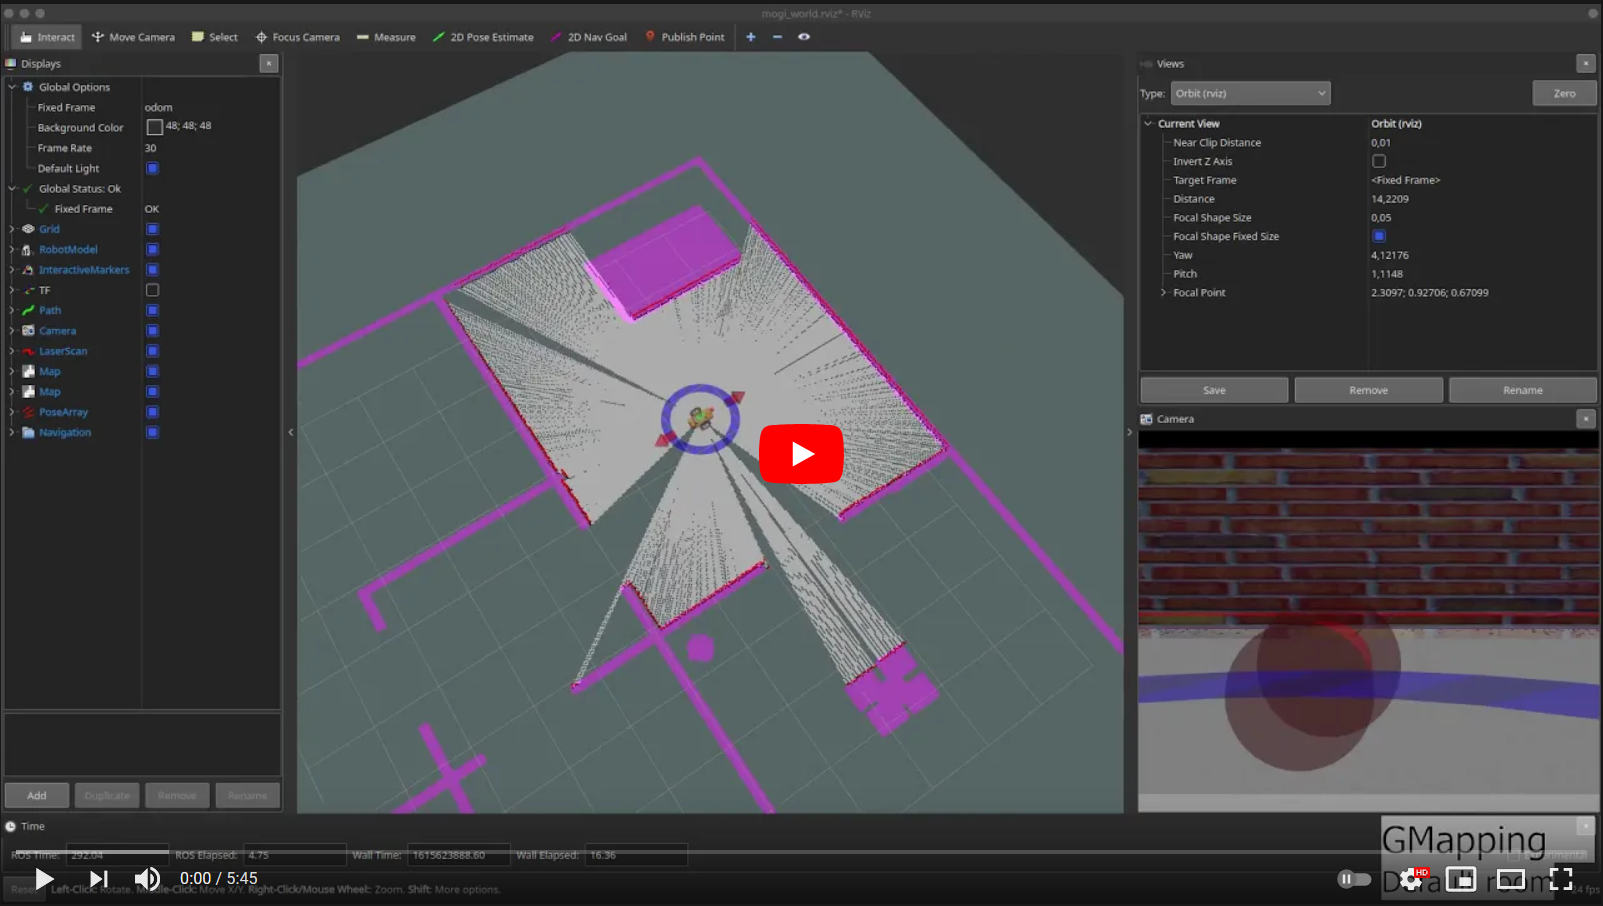 mogi_world.rviz* - RViz
Interact Move Camera Select Focus Camera Measure 2D Pose Estimate 2D Nav Goal Publish Point
Displays
Global Options
Fixed Frame odom
Background Color 48; 48; 48
Frame Rate 30
Default Light
Global Status: Ok
Fixed Frame OK
Grid
RobotModel
InteractiveMarkers
TF
Path
Camera
LaserScan
Map
Map
PoseArray
Navigation
Add Duplicate Remove Rename
Views
Type: Orbit (rviz) Zero
Current View Orbit (rviz)
Near Clip Distance 0,01
Invert Z Axis
Target Frame <Fixed Frame>
Distance 14,2209
Focal Shape Size 0,05
Focal Shape Fixed Size
Yaw 4,12176
Pitch 1,1148
Focal Point 2.3097; 0.92706; 0.67099
Save Remove Rename
Camera
Time
ROS Time: 292.04 ROS Elapsed: 4.75 Wall Time: 1615623888.60 Wall Elapsed: 16.36 Experimental
Reset Left-Click: Rotate. Middle-Click: Move X/Y. Right-Click/Mouse Wheel: Zoom. Shift: More options. 24 fps
GMapping
Default room
0:00 / 5:45
HD